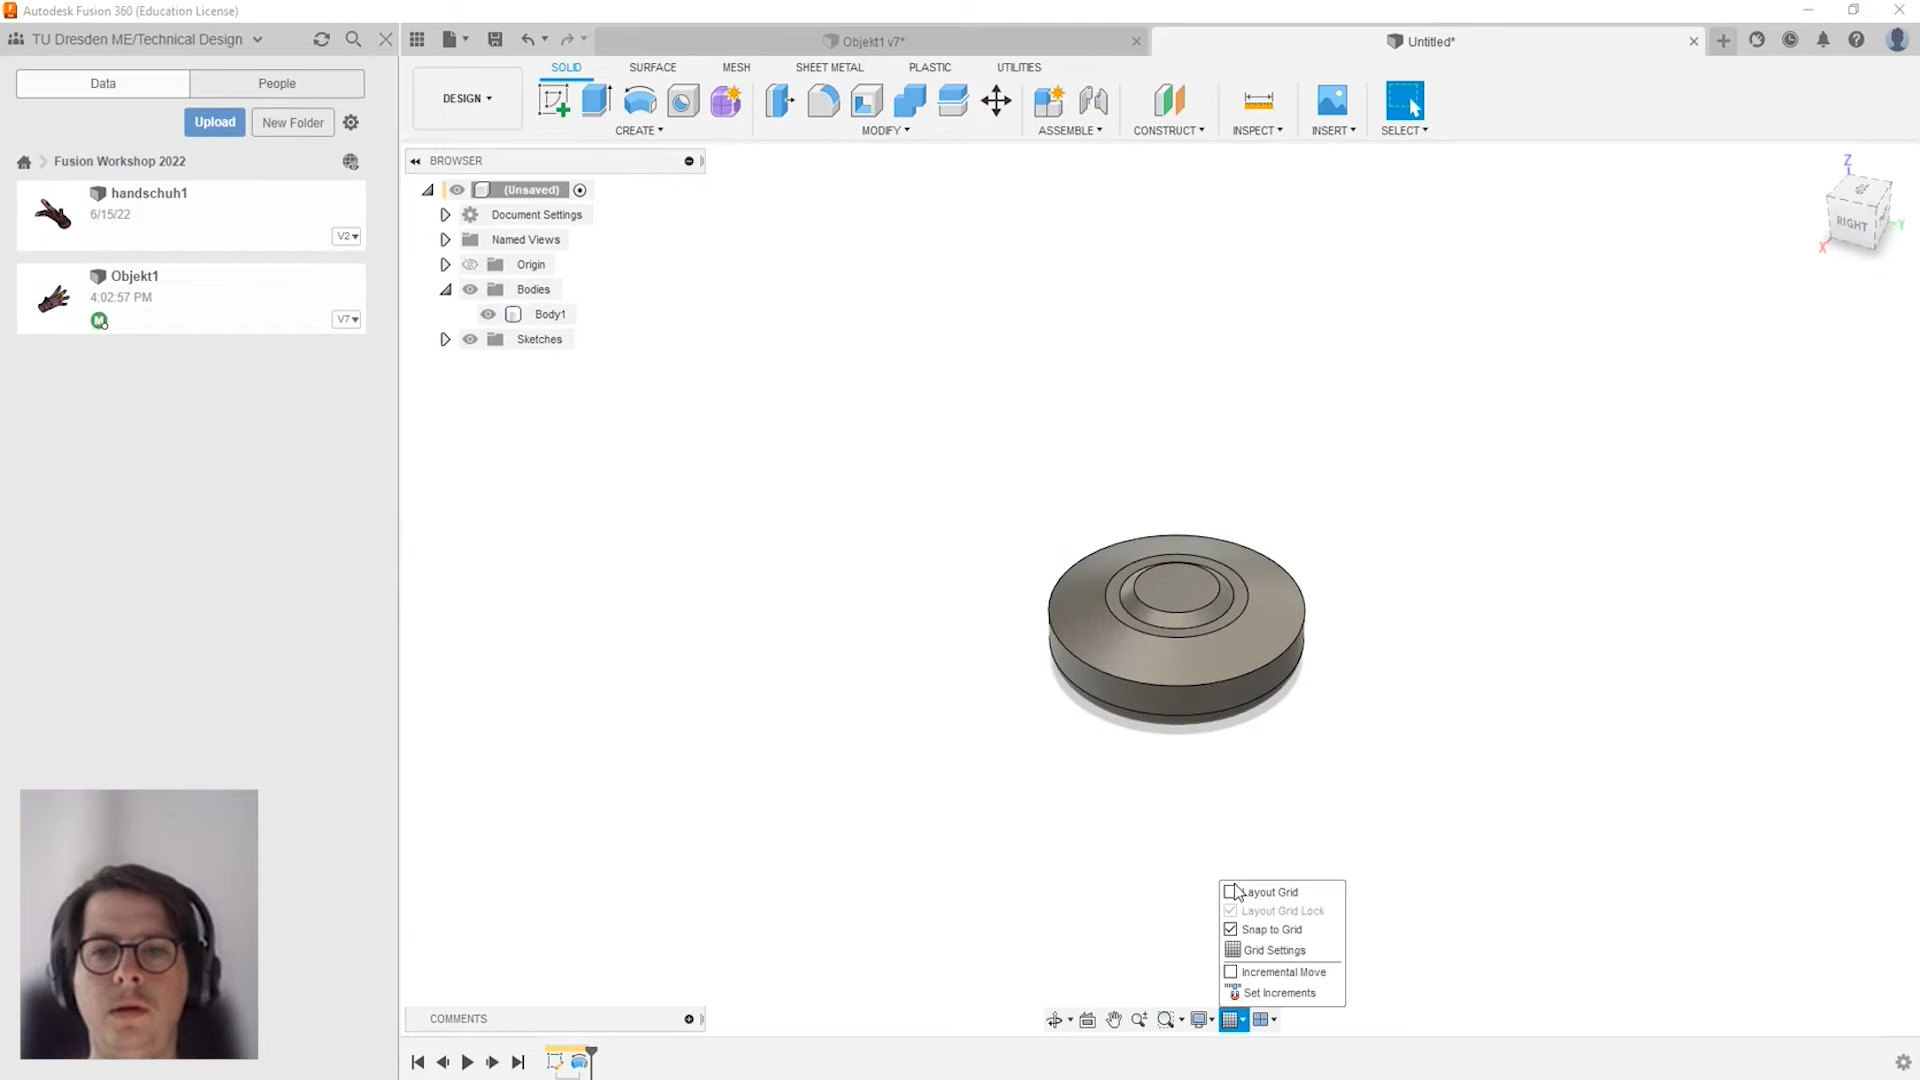 Autodesk Fusion 360 (Education License)
TU Dresden ME/Technical Design
Objekt1 v7*
Untitled*
Data
People
Upload
New Folder
Fusion Workshop 2022
handschuh1
6/15/22
V2
Objekt1
4:02:57 PM
M
V7
DESIGN
SOLID
SURFACE
MESH
SHEET METAL
PLASTIC
UTILITIES
CREATE
MODIFY
ASSEMBLE
CONSTRUCT
INSPECT
INSERT
SELECT
BROWSER
(Unsaved)
Document Settings
Named Views
Origin
Bodies
Body1
Sketches
Z
RIGHT
Y
X
Layout Grid
Layout Grid Lock
Snap to Grid
Grid Settings
Incremental Move
Set Increments
COMMENTS